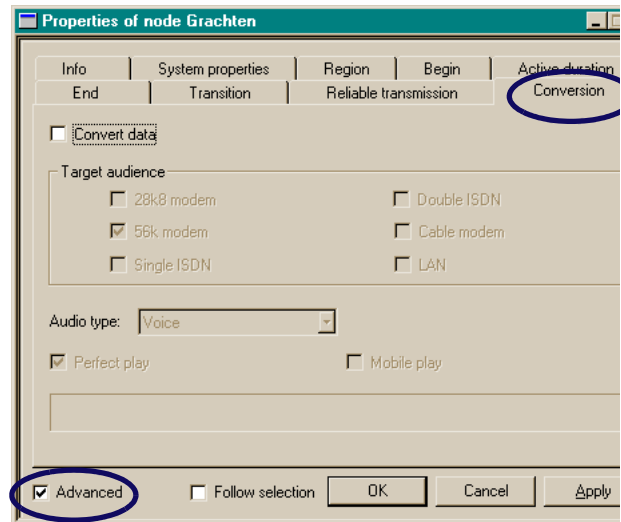 Properties of node Grachten
Info System properties Region Begin Active duration
End Transition Reliable transmission Conversion
Convert data
Target audience
28k8 modem Double ISDN
56k modem Cable modem
Single ISDN LAN
Audio type: Voice
Perfect play Mobile play
Advanced Follow selection OK Cancel Apply